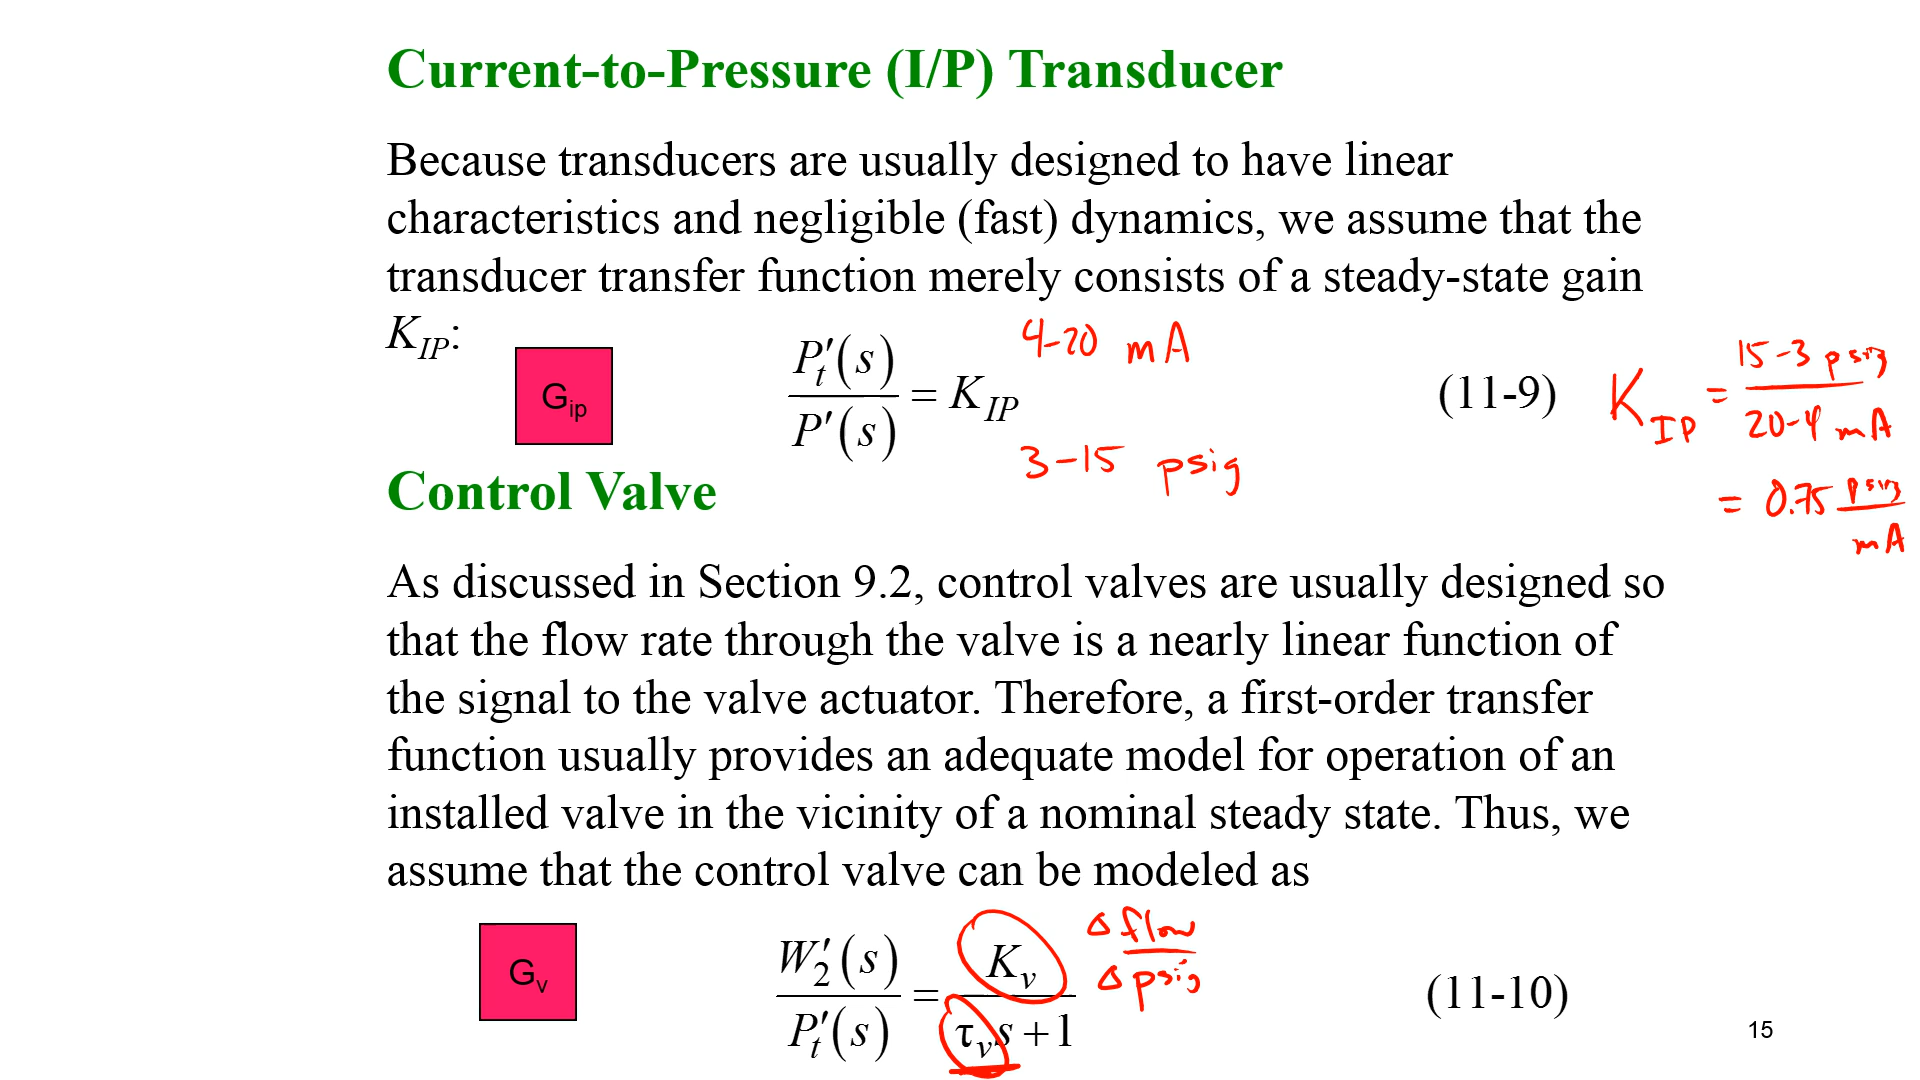 Current-to-Pressure (I/P) Transducer
Because transducers are usually designed to have linear
characteristics and negligible (fast) dynamics, we assume that the
transducer transfer function merely consists of a steady-state gain
K_IP:
G_ip
P′_t(s) / P′(s) = K_IP
4-20 mA
3-15 psig
(11-9)
K_IP = 15-3 psig / 20-4 mA
= 0.75 psig / mA
Control Valve
As discussed in Section 9.2, control valves are usually designed so
that the flow rate through the valve is a nearly linear function of
the signal to the valve actuator. Therefore, a first-order transfer
function usually provides an adequate model for operation of an
installed valve in the vicinity of a nominal steady state. Thus, we
assume that the control valve can be modeled as
G_v
W′_2(s) / P′_t(s) = K_v / τ_v s + 1
Δ flow / Δ psig
(11-10)
15